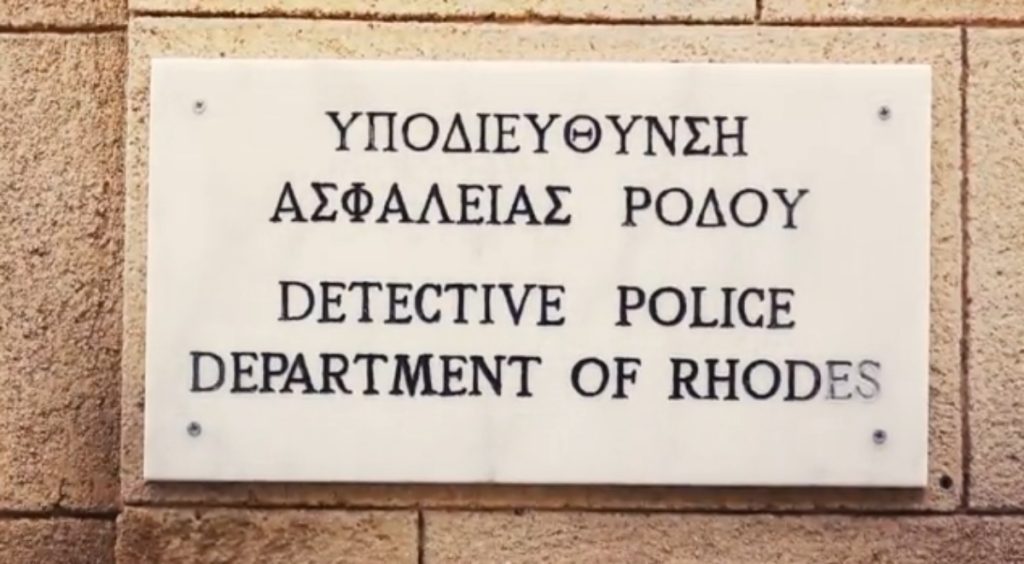 ΥΠΟΔΙΕΥΘΥΝΣΗ
ΑΣΦΑΛΕΙΑΣ ΡΟΔΟΥ
DETECTIVE POLICE
DEPARTMENT OF RHODES